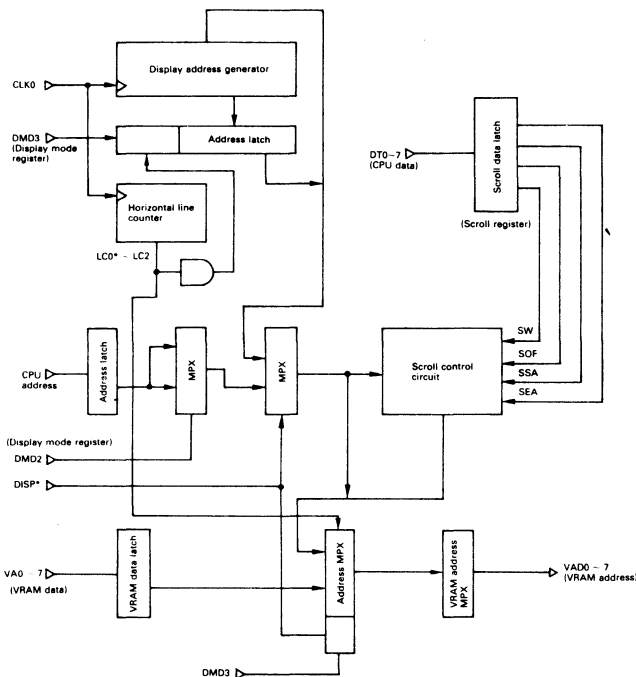 Display address generator
CLK0
DMD3
(Display mode
register)
Address latch
Horizontal line
counter
LC0* - LC2
DT0~7
(CPU data)
Scroll data latch
(Scroll register)
SW
SOF
SSA
SEA
Scroll control
circuit
CPU
address
Address latch
MPX
MPX
(Display mode register)
DMD2
DISP*
VA0 ~ 7
(VRAM data)
VRAM data latch
Address MPX
VRAM address
MPX
VAD0 ~ 7
(VRAM address)
DMD3